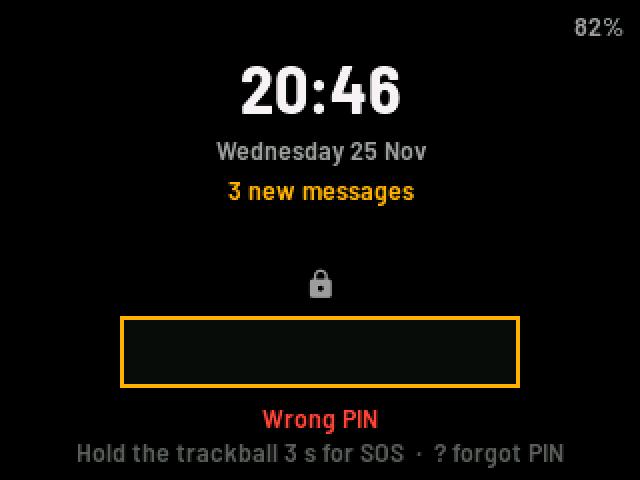 82%
20:46
Wednesday 25 Nov
3 new messages
Wrong PIN
Hold the trackball 3 s for SOS · ? forgot PIN